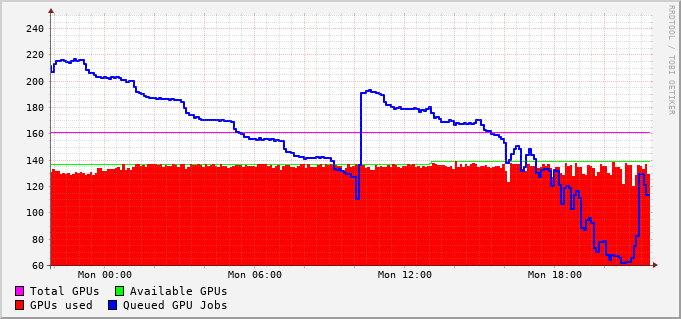 240
220
200
180
160
140
120
100
80
60
Mon 00:00 Mon 06:00 Mon 12:00 Mon 18:00
Total GPUs Available GPUs
GPUs used Queued GPU Jobs
RRDTOOL / TOBI OETIKER